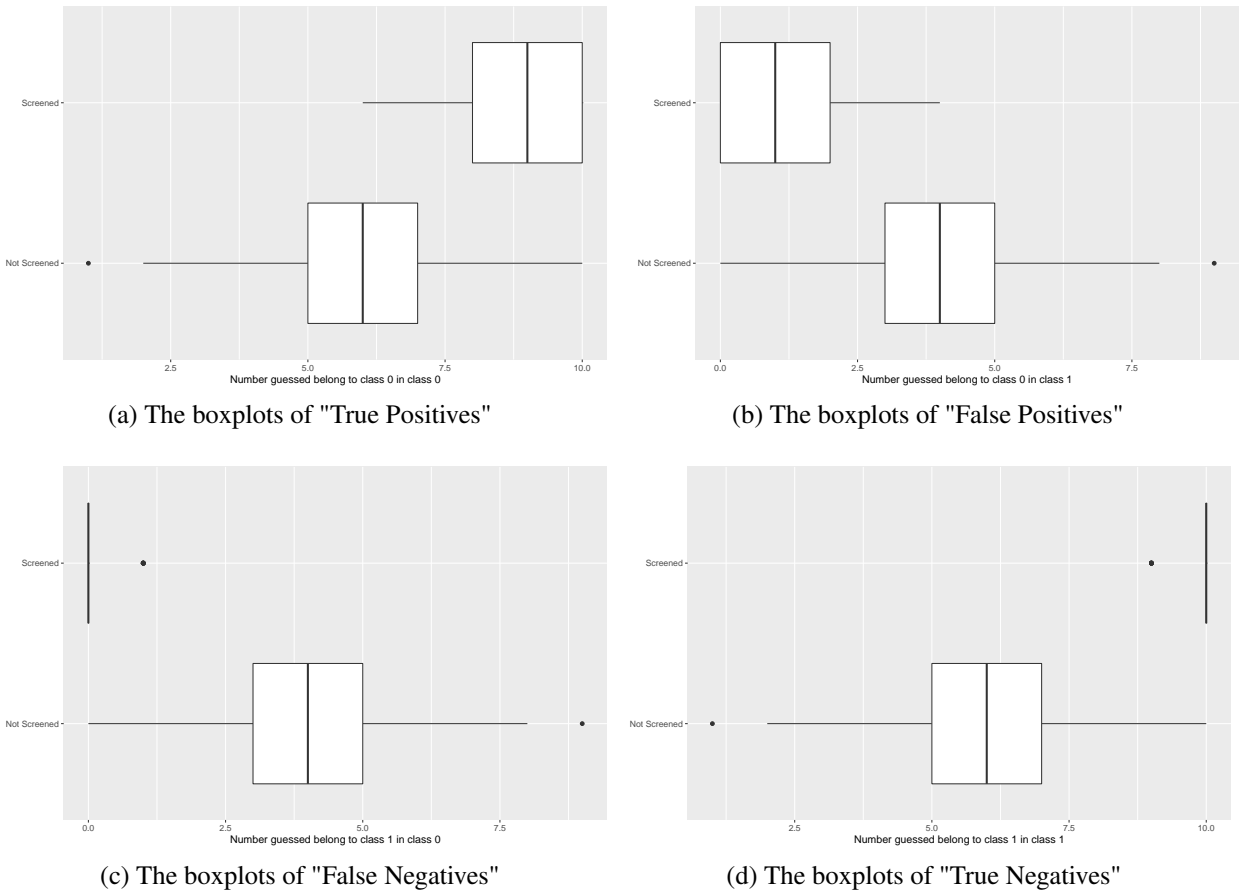 Screened
Not Screened
2.5 5.0 7.5 10.0
Number guessed belong to class 0 in class 0
(a) The boxplots of "True Positives"
Screened
Not Screened
0.0 2.5 5.0 7.5
Number guessed belong to class 0 in class 1
(b) The boxplots of "False Positives"
Screened
Not Screened
0.0 2.5 5.0 7.5
Number guessed belong to class 1 in class 0
(c) The boxplots of "False Negatives"
Screened
Not Screened
2.5 5.0 7.5 10.0
Number guessed belong to class 1 in class 1
(d) The boxplots of "True Negatives"